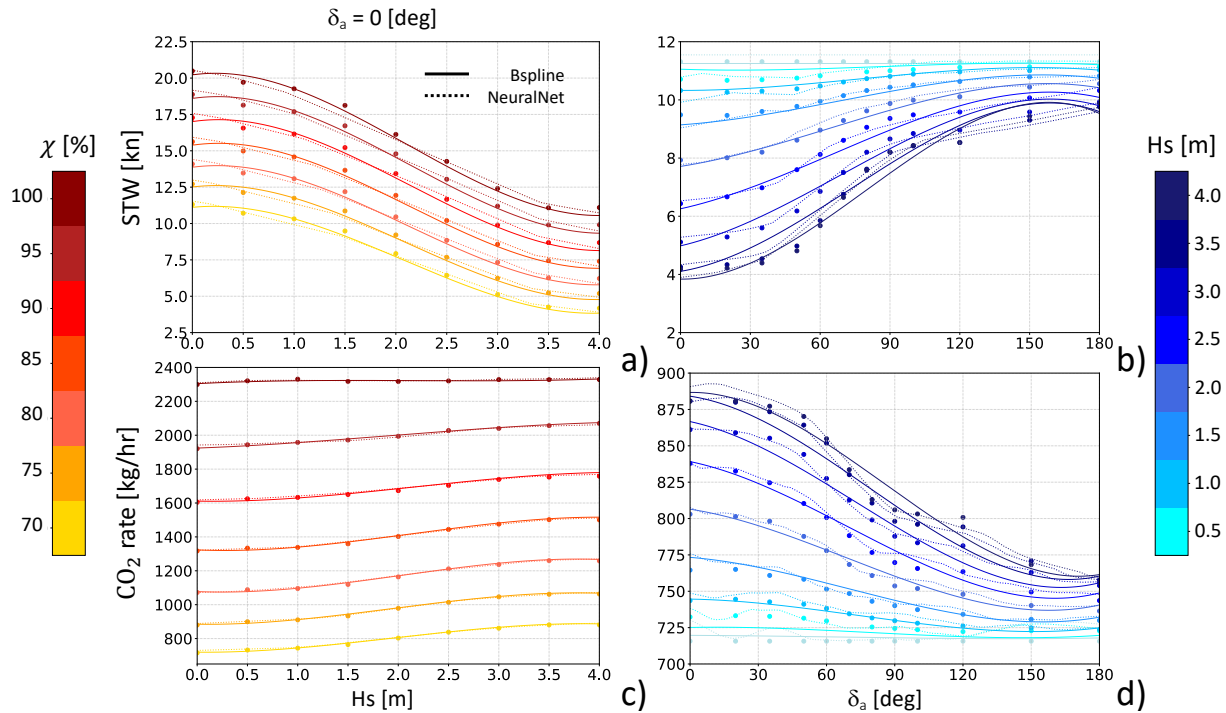 δₐ = 0 [deg]
22.5
20.0
17.5
15.0
12.5
10.0
7.5
5.0
2.5
STW [kn]
Bspline
NeuralNet
0.0 0.5 1.0 1.5 2.0 2.5 3.0 3.5 4.0
a)
12
10
8
6
4
2
0 30 60 90 120 150 180
b)
χ [%]
100
95
90
85
80
75
70
Hs [m]
4.0
3.5
3.0
2.5
2.0
1.5
1.0
0.5
2400
2200
2000
1800
1600
1400
1200
1000
800
CO₂ rate [kg/hr]
0.0 0.5 1.0 1.5 2.0 2.5 3.0 3.5 4.0
Hs [m]
c)
900
875
850
825
800
775
750
725
700
0 30 60 90 120 150 180
δₐ [deg]
d)